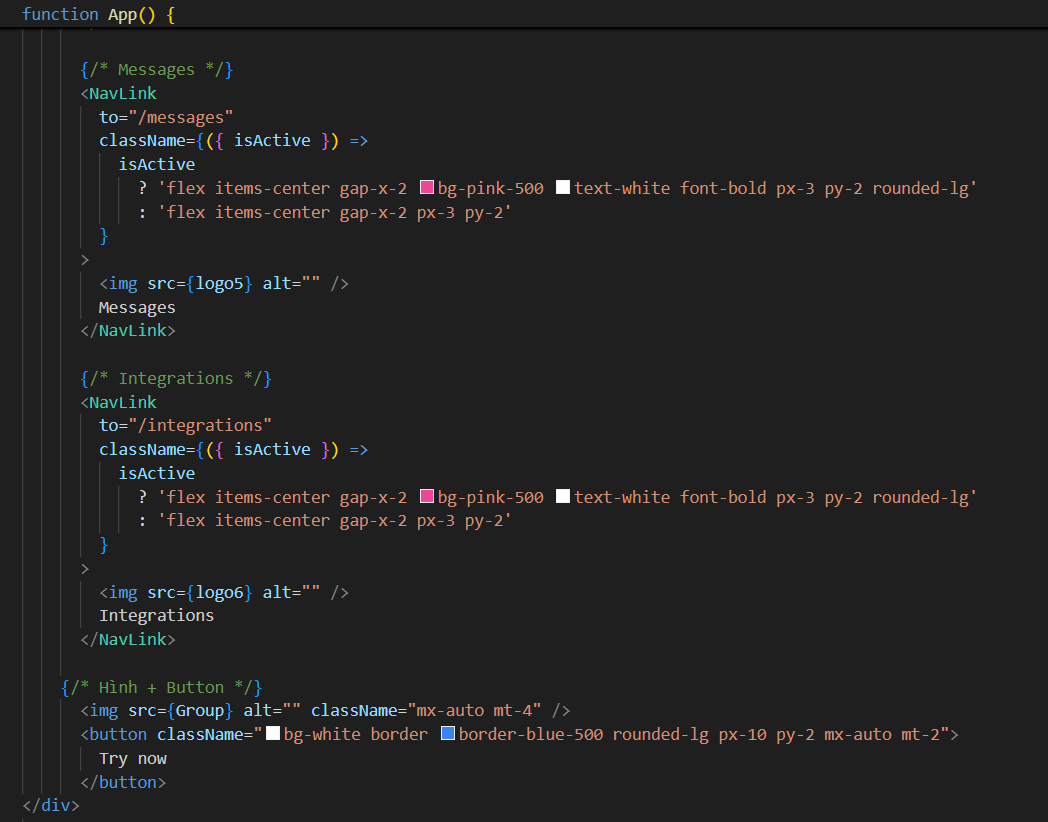 function App() {
{/* Messages */}
<NavLink
to="/messages"
className={({ isActive }) =>
isActive
? 'flex items-center gap-x-2 bg-pink-500 text-white font-bold px-3 py-2 rounded-lg'
: 'flex items-center gap-x-2 px-3 py-2'
}
>
<img src={logo5} alt="" />
Messages
</NavLink>
{/* Integrations */}
<NavLink
to="/integrations"
className={({ isActive }) =>
isActive
? 'flex items-center gap-x-2 bg-pink-500 text-white font-bold px-3 py-2 rounded-lg'
: 'flex items-center gap-x-2 px-3 py-2'
}
>
<img src={logo6} alt="" />
Integrations
</NavLink>
{/* Hình + Button */}
<img src={Group} alt="" className="mx-auto mt-4" />
<button className="bg-white border border-blue-500 rounded-lg px-10 py-2 mx-auto mt-2">
Try now
</button>
</div>